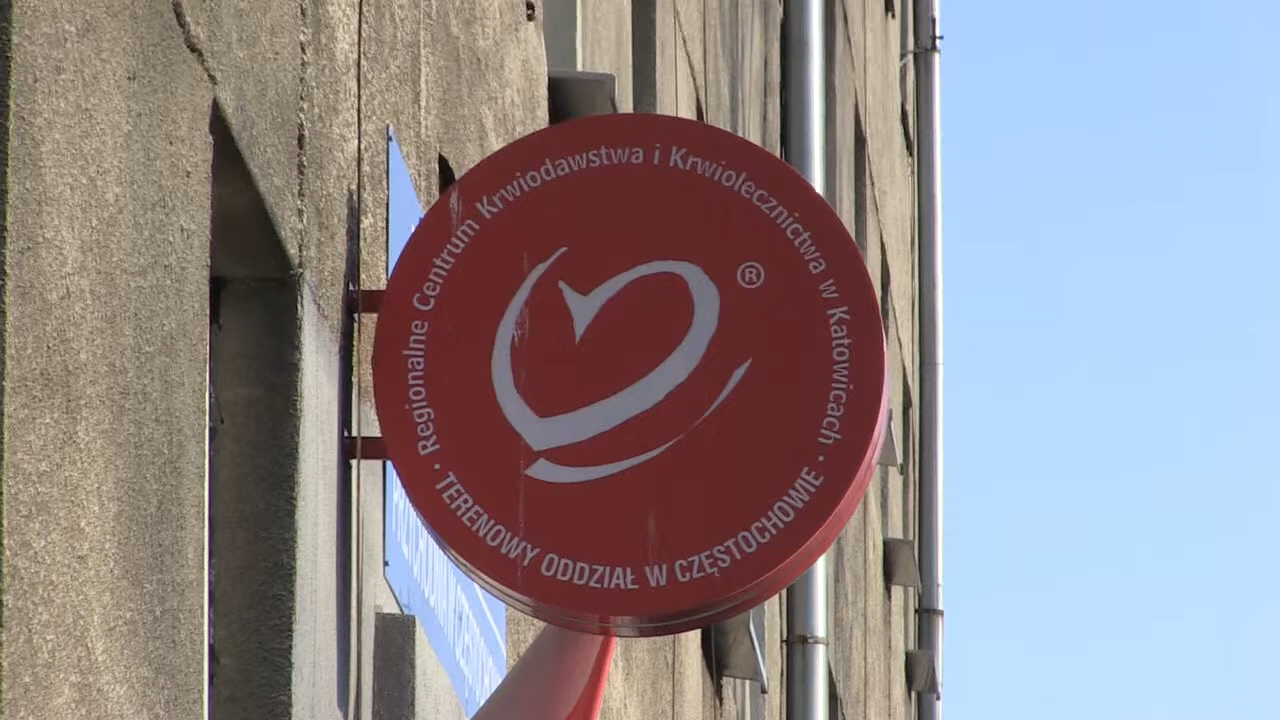 Regionalne Centrum Krwiodawstwa i Krwiolecznictwa w Katowicach
®
• TERENOWY ODDZIAŁ W CZĘSTOCHOWIE •